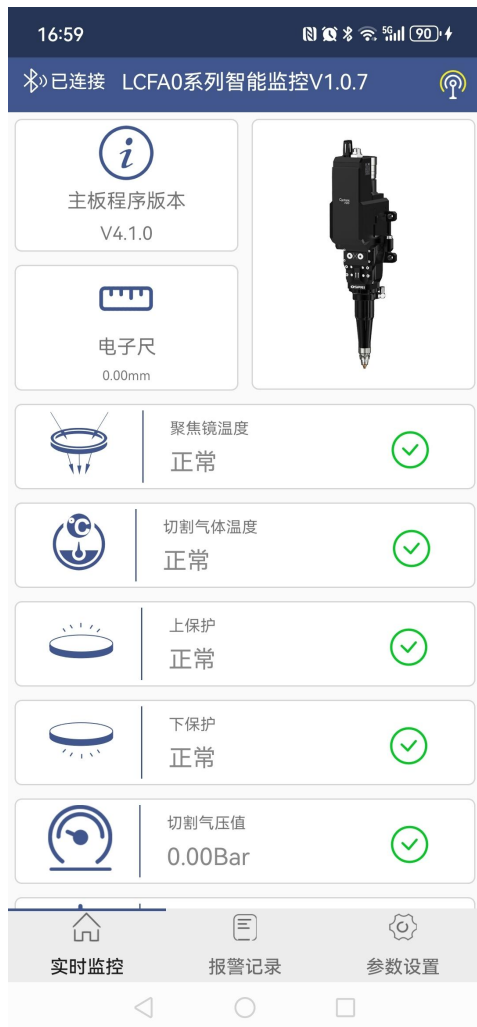 16:59
5G 90
已连接 LCFA0系列智能监控V1.0.7
i
主板程序版本
V4.1.0
电子尺
0.00mm
聚焦镜温度
正常
℃
切割气体温度
正常
上保护
正常
下保护
正常
切割气压值
0.00Bar
实时监控
报警记录
参数设置